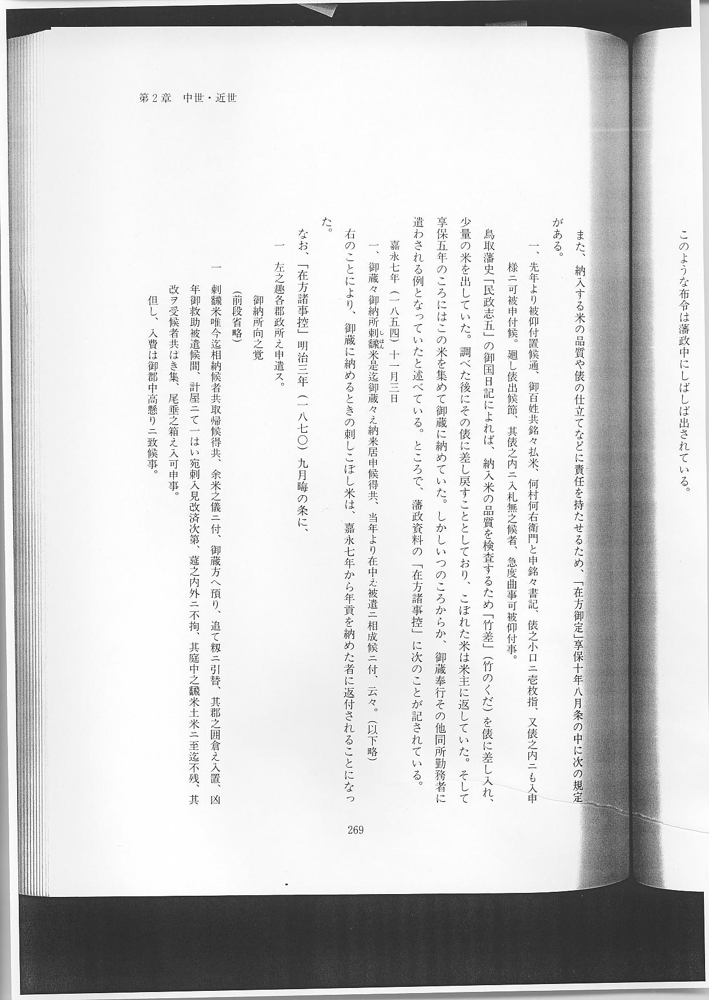 このような布令は藩政中にしばしば出されている。
第2章 中世・近世
また、納入する米の品質や俵の仕立てなどに責任を持たせるため、「在方御定」享保十年八月条の中に次の規定
がある。
一、先年より被仰付置候通、御百姓共銘々払米、何村何右衛門と申銘々書記、俵之小口ニ壱枚指、又俵之内ニも入申
様ニ可被申付候。廻し俵出候節、其俵之内ニ入札無之候者、急度曲事可被仰付事。
鳥取藩史「民政志五」の御国日記によれば、納入米の品質を検査するため「竹差」(竹のくだ)を俵に差し入れ、
少量の米を出していた。調べた後にその俵に差し戻すこととしており、こぼれた米は米主に返していた。そして
享保五年のころにはこの米を集めて御蔵に納めていた。しかしいつのころからか、御蔵奉行その他同所勤務者に
遣わされる例となっていたと述べている。ところで、藩政資料の「在方諸事控」に次のことが記されている。
嘉永七年(一八五四)十一月三日
一、御蔵々御納所刺飜米是迄御蔵々え納来居申候得共、当年より在中え被遣ニ相成候ニ付、云々。(以下略)
しはん
右のことにより、御蔵に納めるときの刺しこぼし米は、嘉永七年から年貢を納めた者に返付されることになっ
た。
なお、「在方諸事控」明治三年(一八七〇)九月晦の条に、
一 左之趣各郡政所え申遣ス。
御納所向之覚
(前段省略)
一 刺飜米唯今迄相納候者共取帰候得共、余米之儀ニ付、御蔵方へ預り、追て籾ニ引替、其郡之囲倉え入置、凶
年御救助被遣候間、計屋ニて一はい宛刺入見改済次第、莚之内外ニ不拘、其庭中之飜米土米ニ至迄不残、其
改ヲ受候者共はき集、尾垂之箱え入可申事。
但し、入費は御郡中高懸りニ致候事。
269